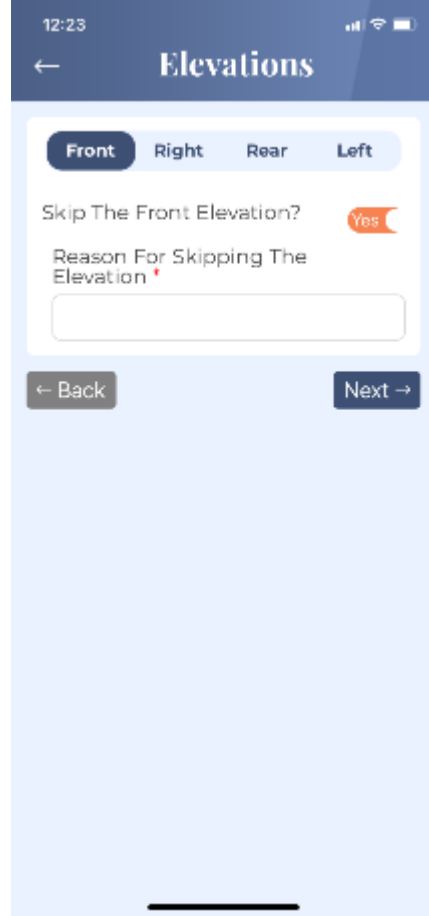 12:23
← Elevations
Front Right Rear Left
Skip The Front Elevation? Yes
Reason For Skipping The
Elevation *
← Back Next →